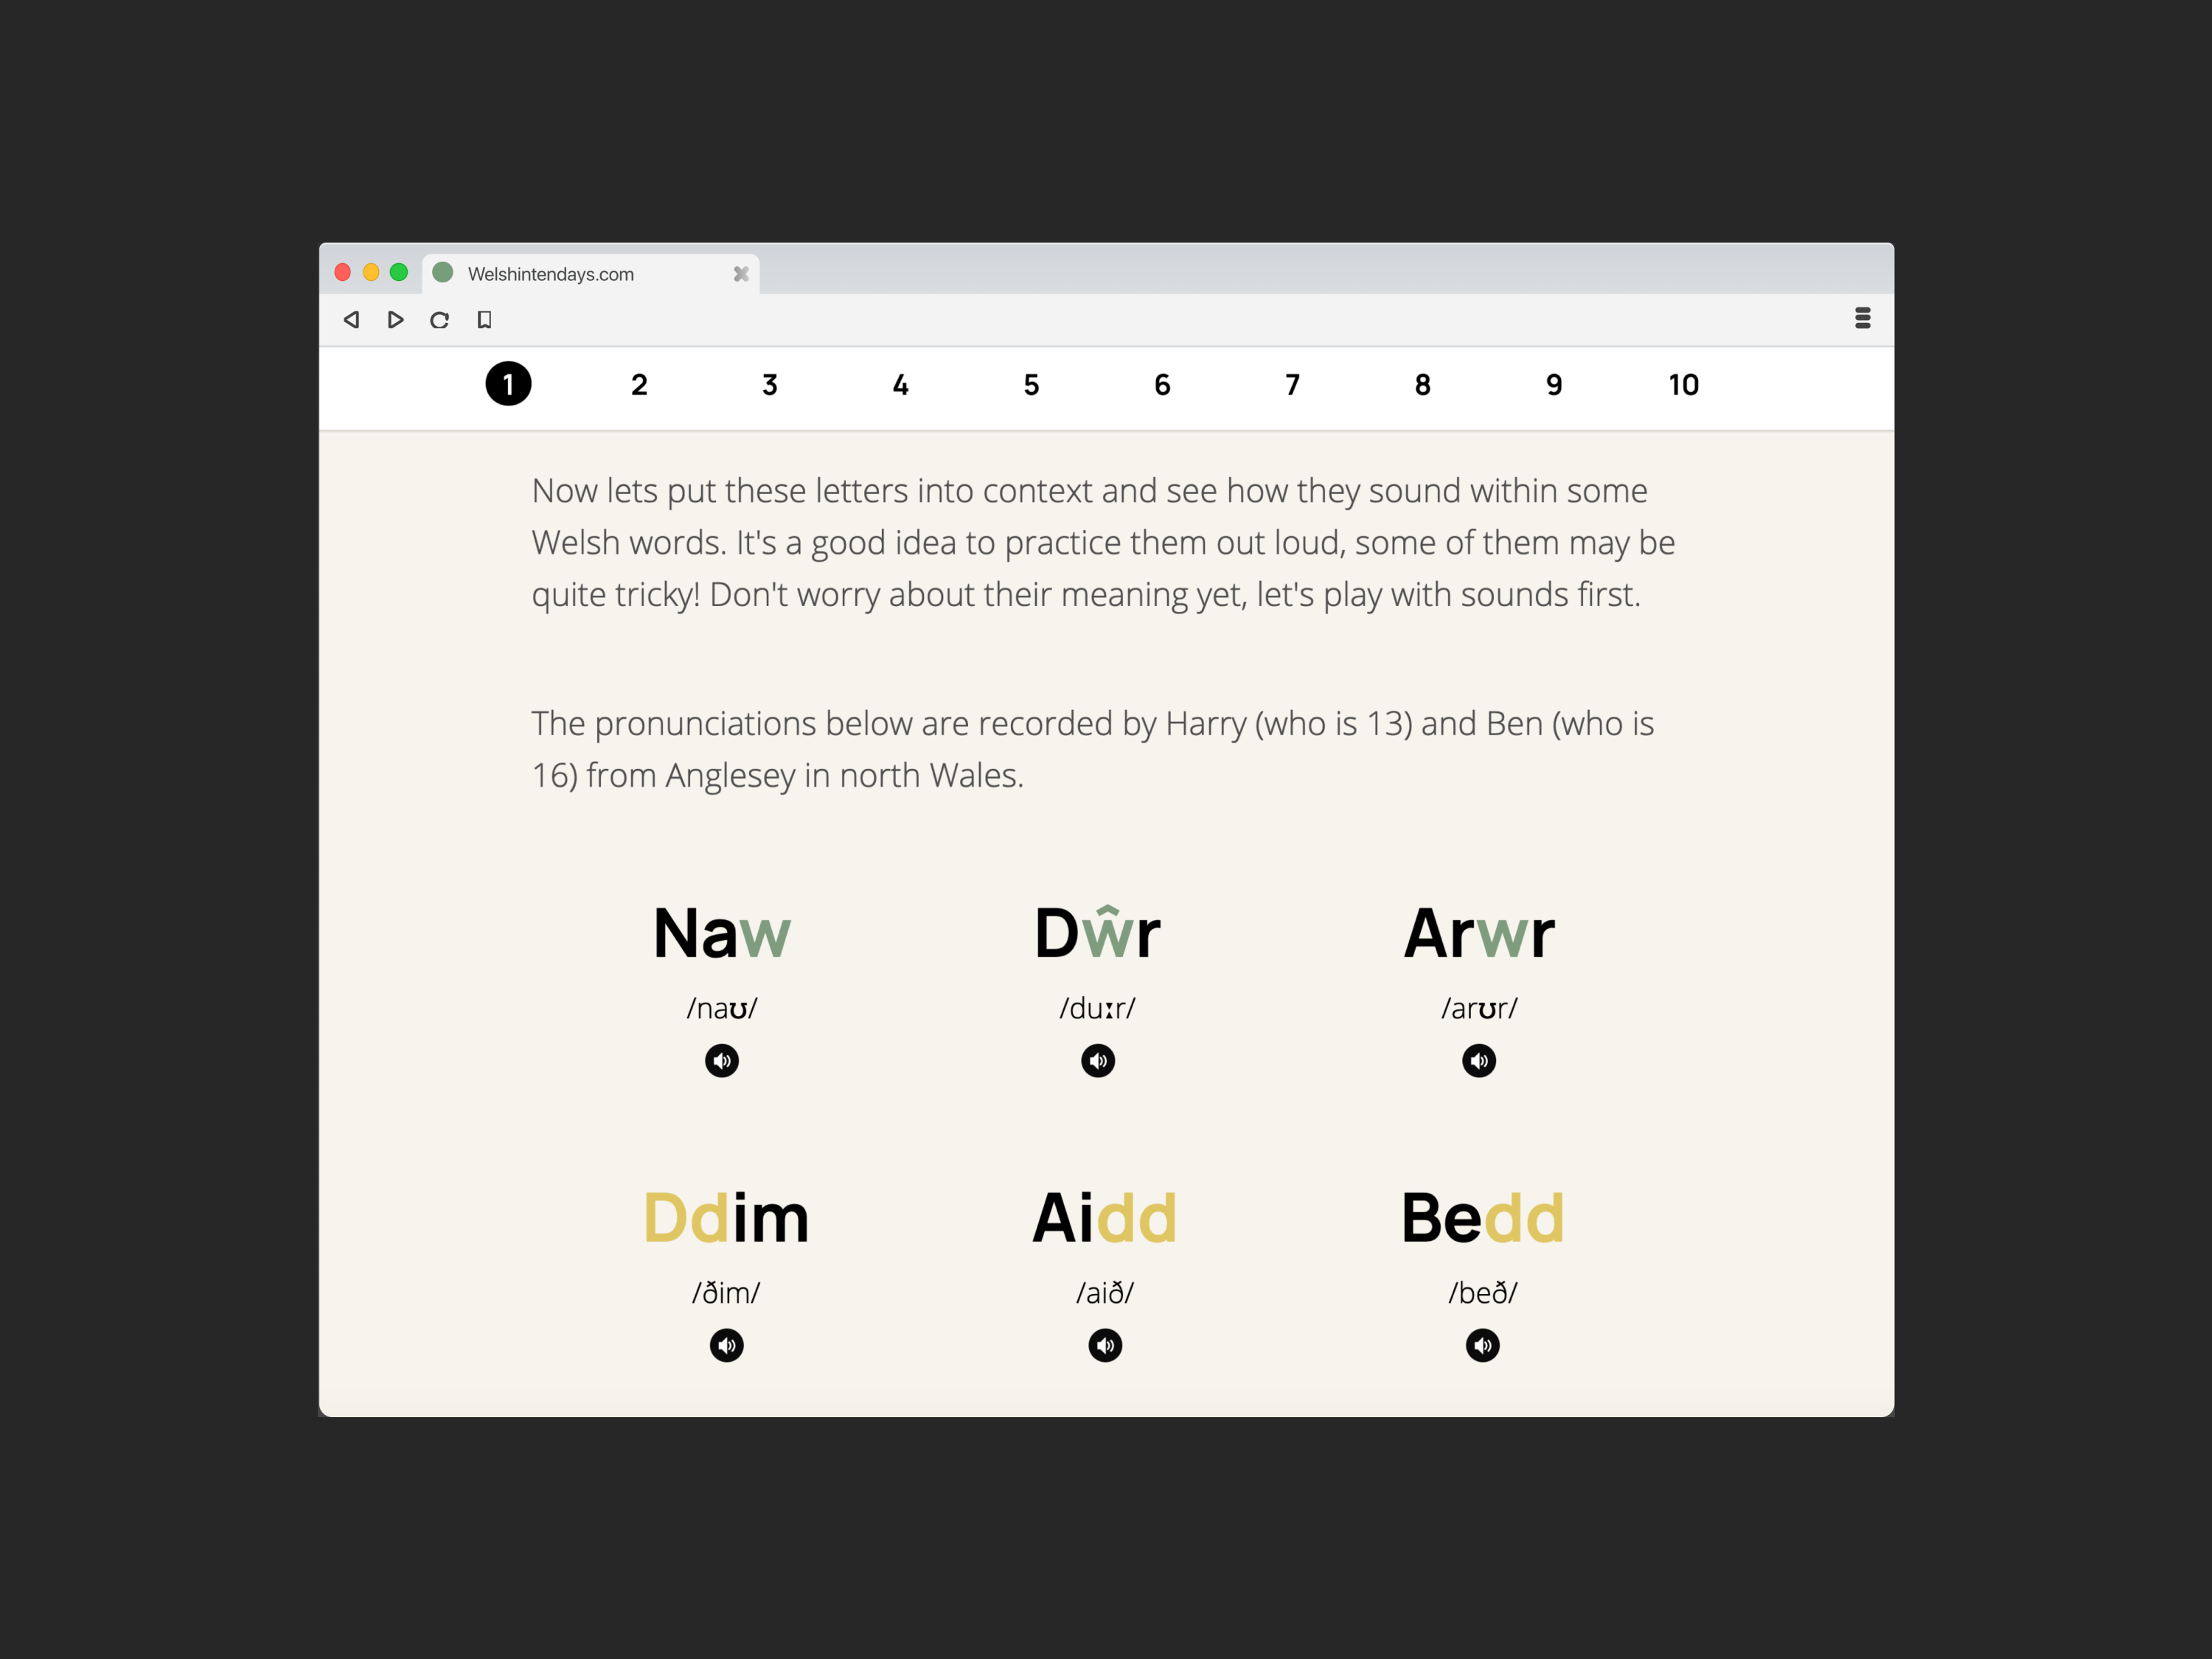 Welshintendays.com
1 2 3 4 5 6 7 8 9 10
Now lets put these letters into context and see how they sound within some
Welsh words. It's a good idea to practice them out loud, some of them may be
quite tricky! Don't worry about their meaning yet, let's play with sounds first.
The pronunciations below are recorded by Harry (who is 13) and Ben (who is
16) from Anglesey in north Wales.
Naw Dŵr Arwr
/naʊ/ /duːr/ /arʊr/
Ddim Aidd Bedd
/ðim/ /aið/ /beð/